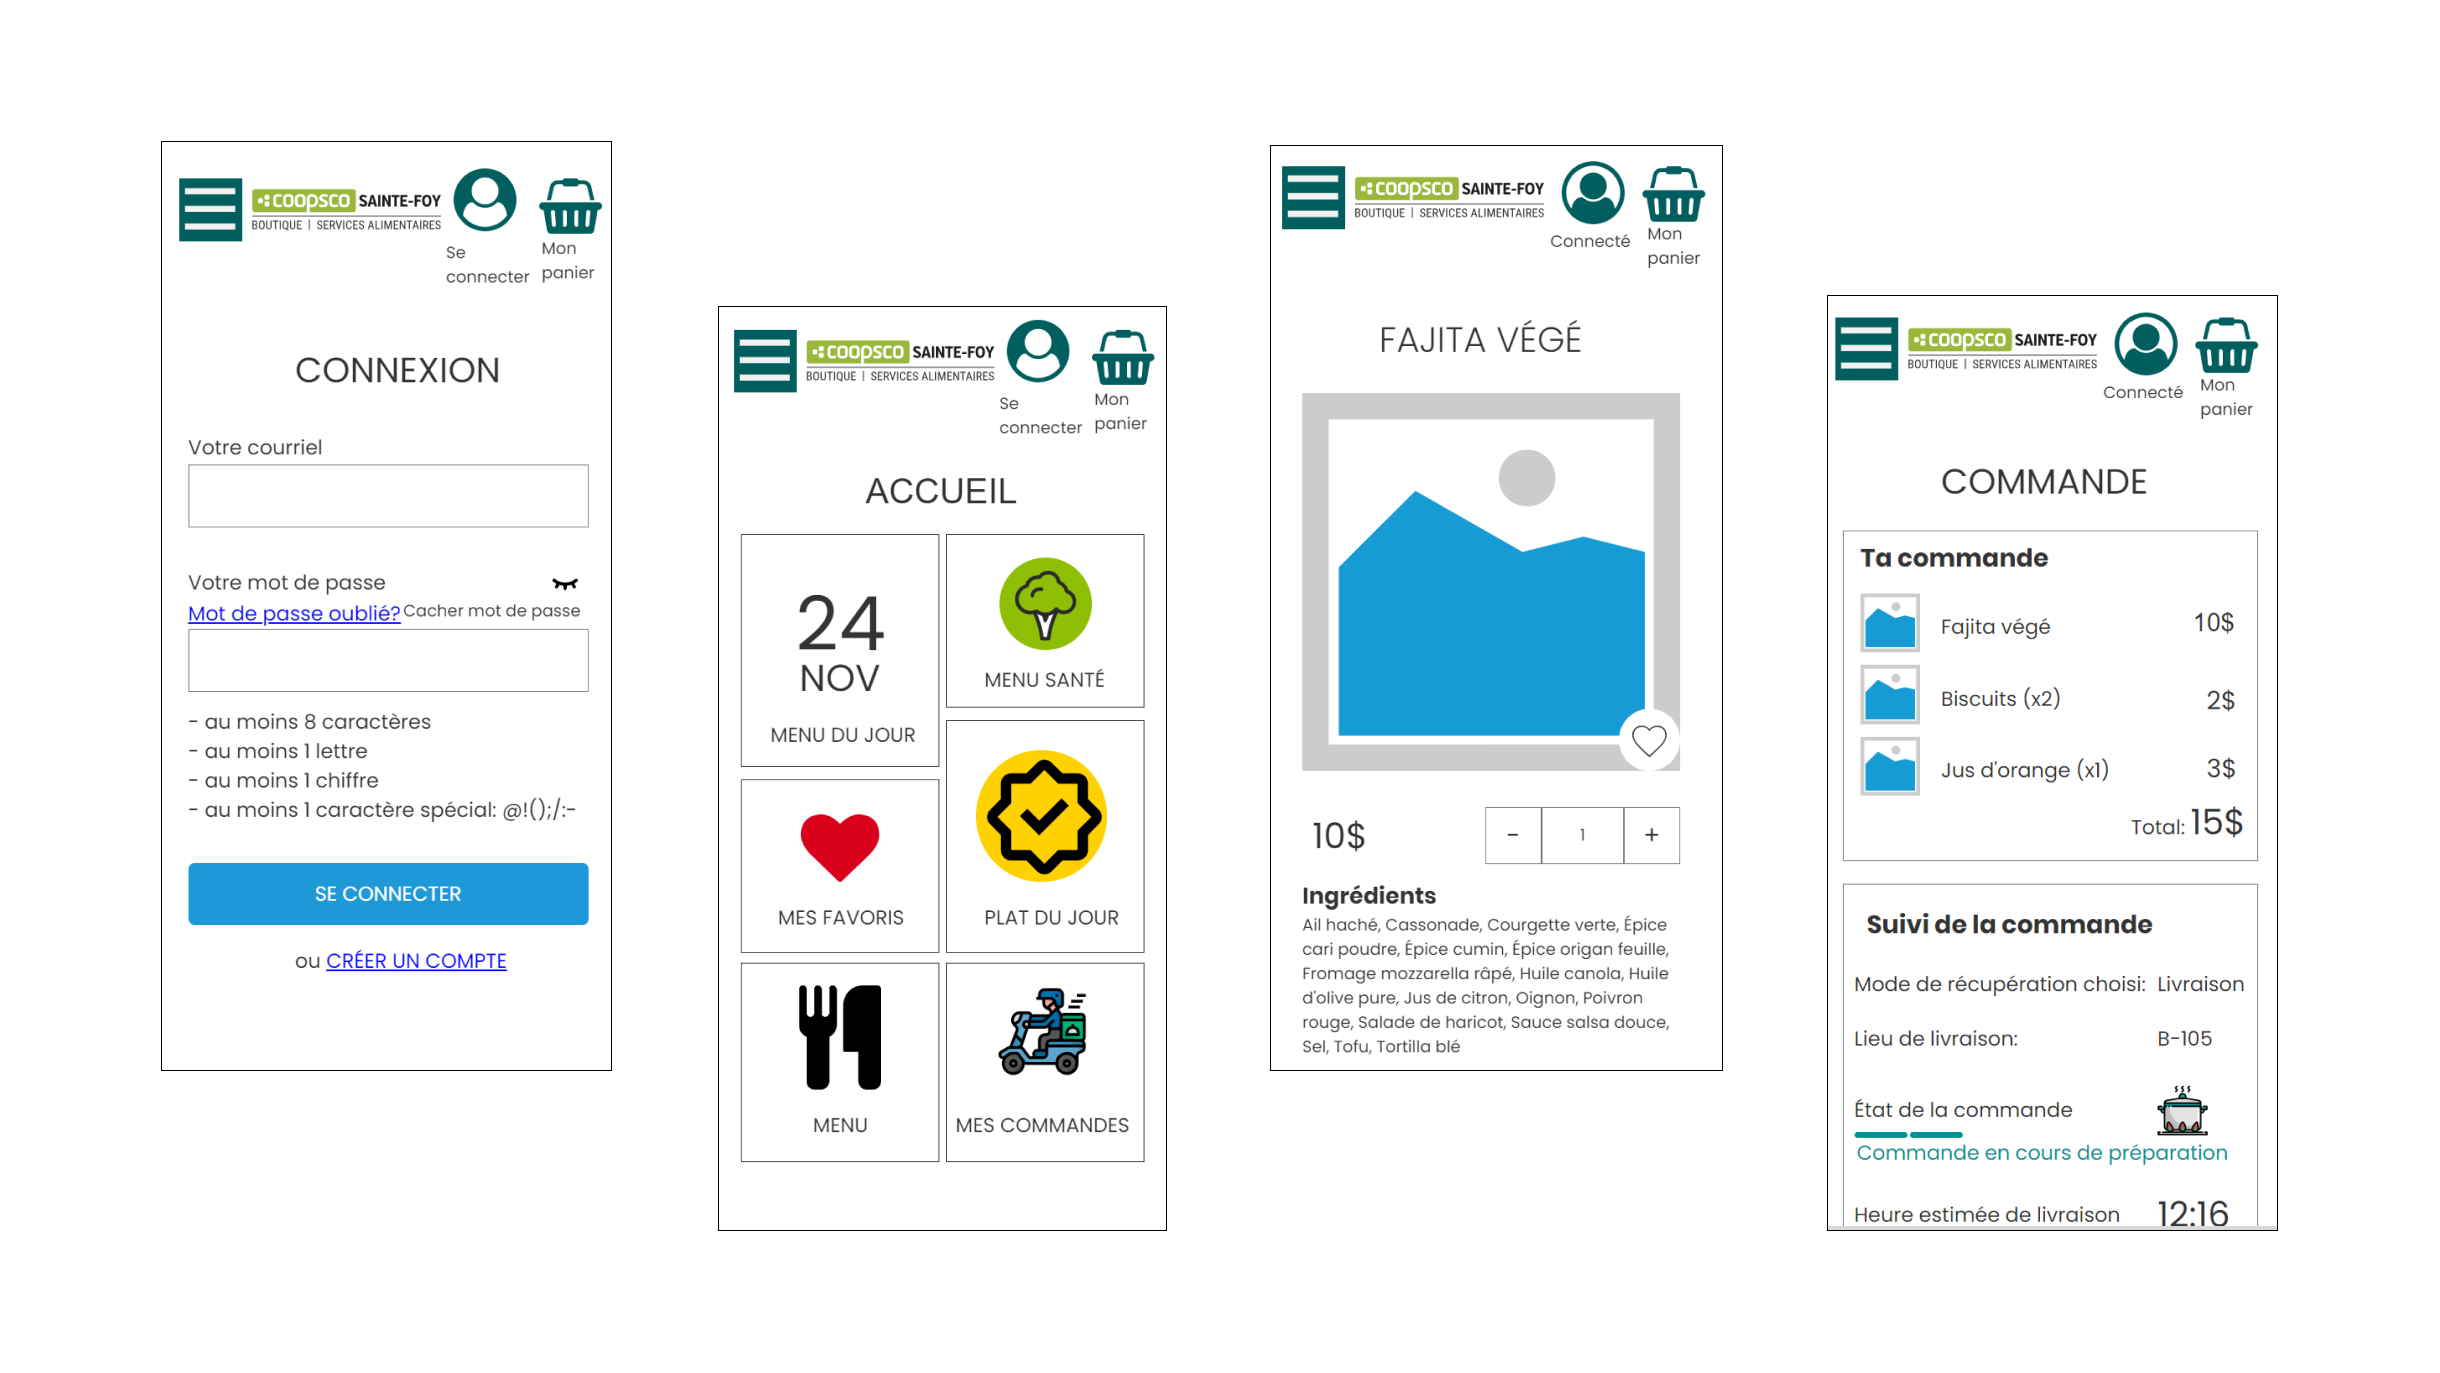 coopsco SAINTE-FOY
BOUTIQUE | SERVICES ALIMENTAIRES
Se
connecter
Mon
panier
CONNEXION
Votre courriel
Votre mot de passe
Mot de passe oublié? Cacher mot de passe
- au moins 8 caractères
- au moins 1 lettre
- au moins 1 chiffre
- au moins 1 caractère spécial: @!();/:-
SE CONNECTER
ou CRÉER UN COMPTE
coopsco SAINTE-FOY
BOUTIQUE | SERVICES ALIMENTAIRES
Se
connecter
Mon
panier
ACCUEIL
24
NOV
MENU DU JOUR
MENU SANTÉ
MES FAVORIS
PLAT DU JOUR
MENU
MES COMMANDES
coopsco SAINTE-FOY
BOUTIQUE | SERVICES ALIMENTAIRES
Connecté
Mon
panier
FAJITA VÉGÉ
10$
- 1 +
Ingrédients
Ail haché, Cassonade, Courgette verte, Épice
cari poudre, Épice cumin, Épice origan feuille,
Fromage mozzarella râpé, Huile canola, Huile
d'olive pure, Jus de citron, Oignon, Poivron
rouge, Salade de haricot, Sauce salsa douce,
Sel, Tofu, Tortilla blé
coopsco SAINTE-FOY
BOUTIQUE | SERVICES ALIMENTAIRES
Connecté
Mon
panier
COMMANDE
Ta commande
Fajita végé 10$
Biscuits (x2) 2$
Jus d'orange (x1) 3$
Total: 15$
Suivi de la commande
Mode de récupération choisi: Livraison
Lieu de livraison: B-105
État de la commande
Commande en cours de préparation
Heure estimée de livraison 12:16